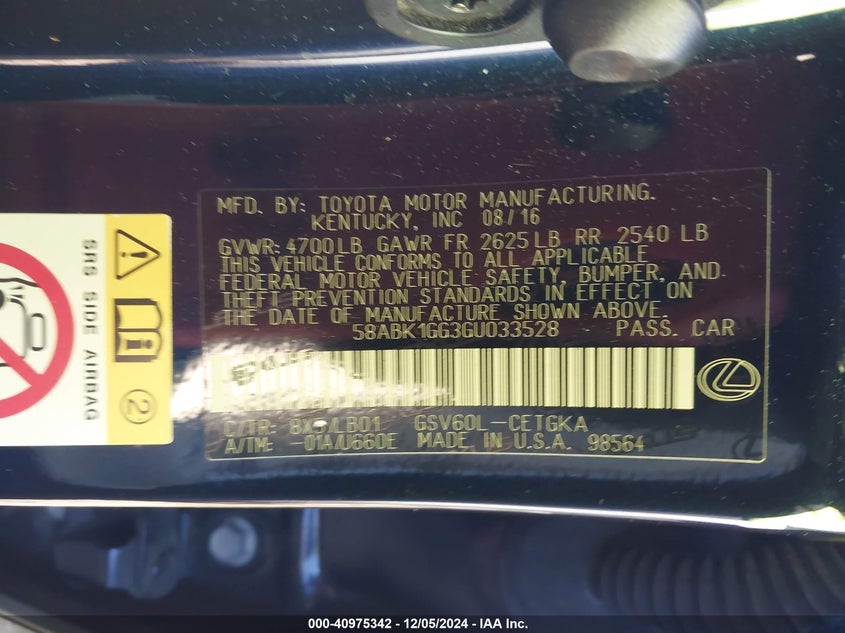 MFD. BY: TOYOTA MOTOR MANUFACTURING.
KENTUCKY, INC 08/16
GVWR: 4700LB GAWR FR 2625LB RR 2540 LB
THIS VEHICLE CONFORMS TO ALL APPLICABLE
FEDERAL MOTOR VEHICLE SAFETY, BUMPER, AND
THEFT PREVENTION STANDARDS IN EFFECT ON
THE DATE OF MANUFACTURE SHOWN ABOVE.
58ABK1GG3GU033528 PASS. CAR
C/TR: /LB01 GSV60L-CETGKA
A/TM: -01A/U660E MADE IN U.S.A. 98564
SRS SIDE AIRBAG
2
000-40975342 - 12/05/2024 - IAA Inc.